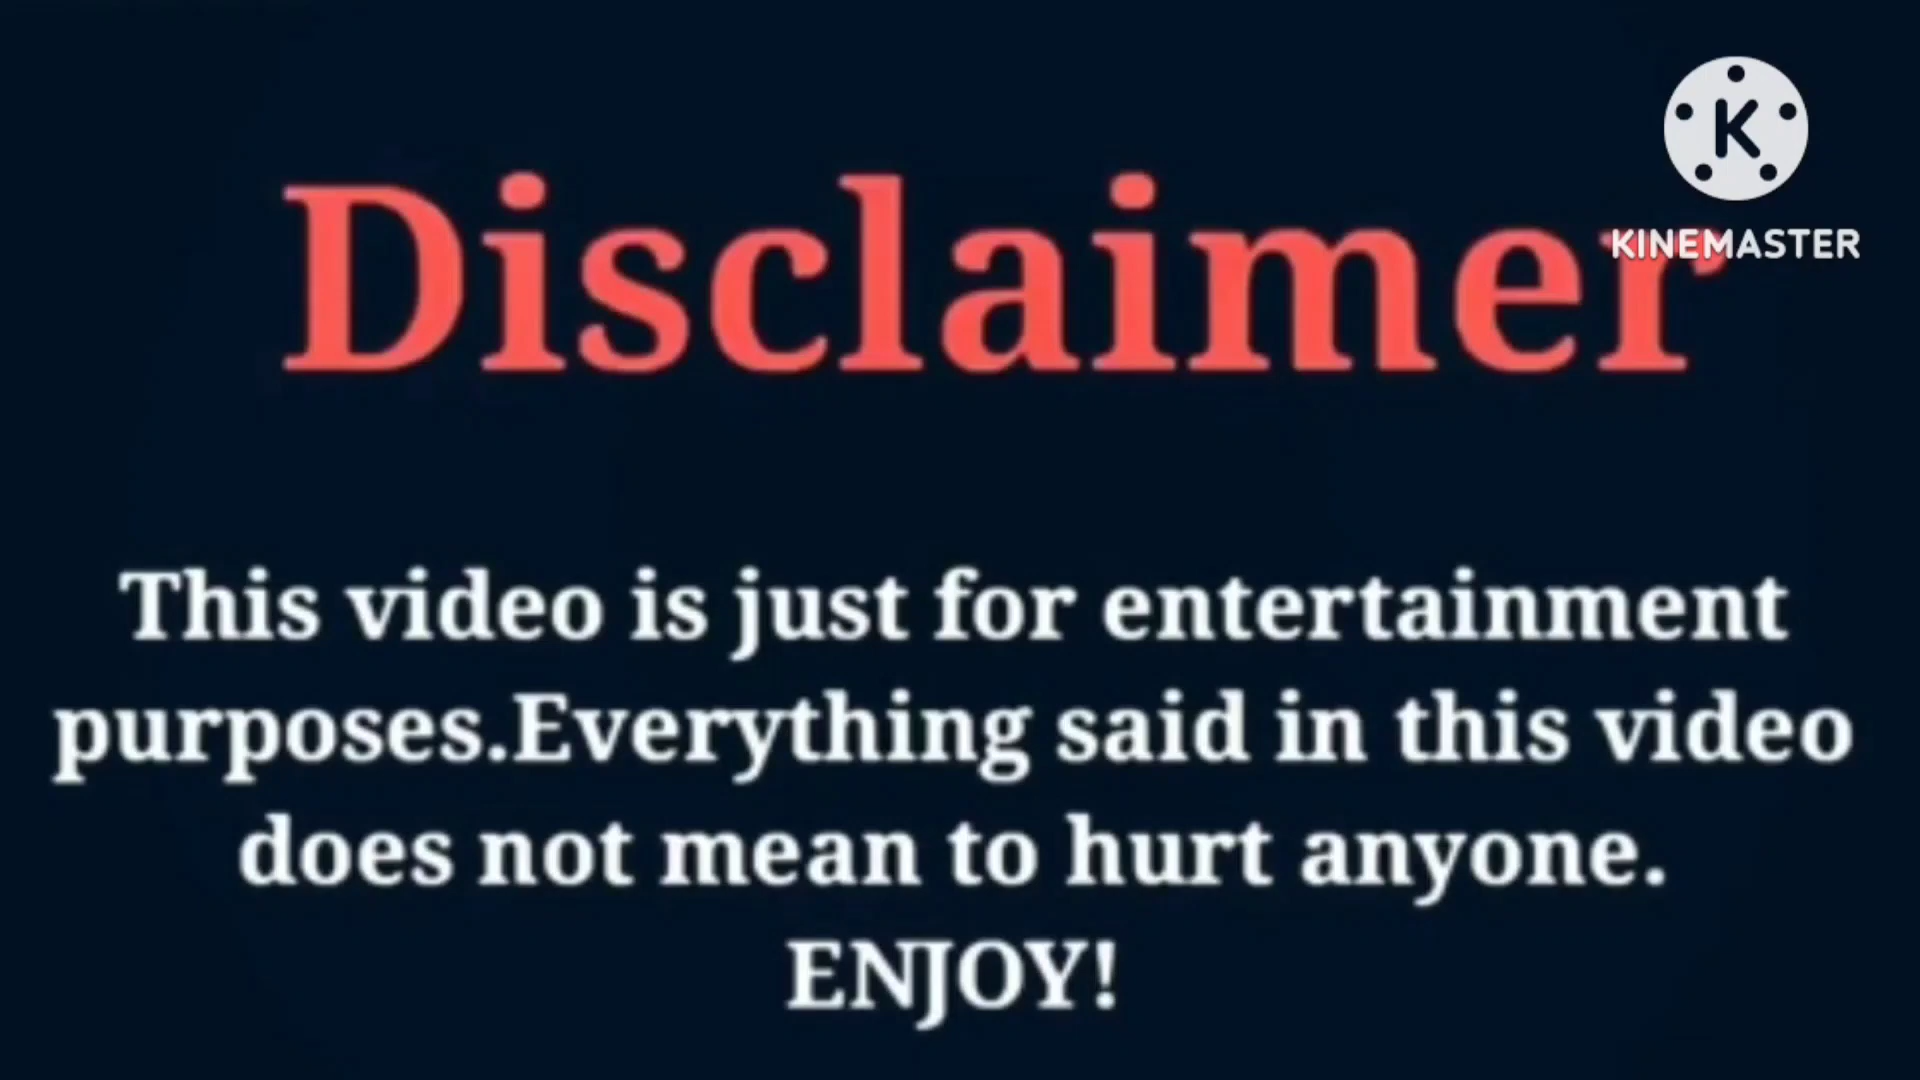 K
KINEMASTER
Disclaimer
This video is just for entertainment
purposes.Everything said in this video
does not mean to hurt anyone.
ENJOY!